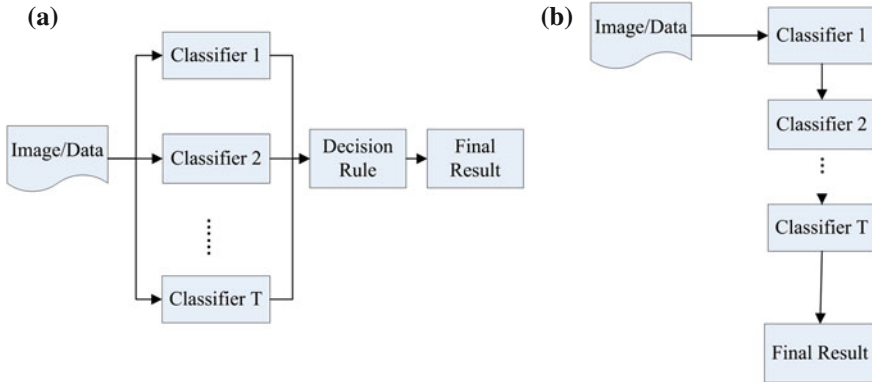 (a)
Image/Data
Classifier 1
Classifier 2
Classifier T
Decision
Rule
Final
Result
(b)
Image/Data
Classifier 1
Classifier 2
Classifier T
Final Result